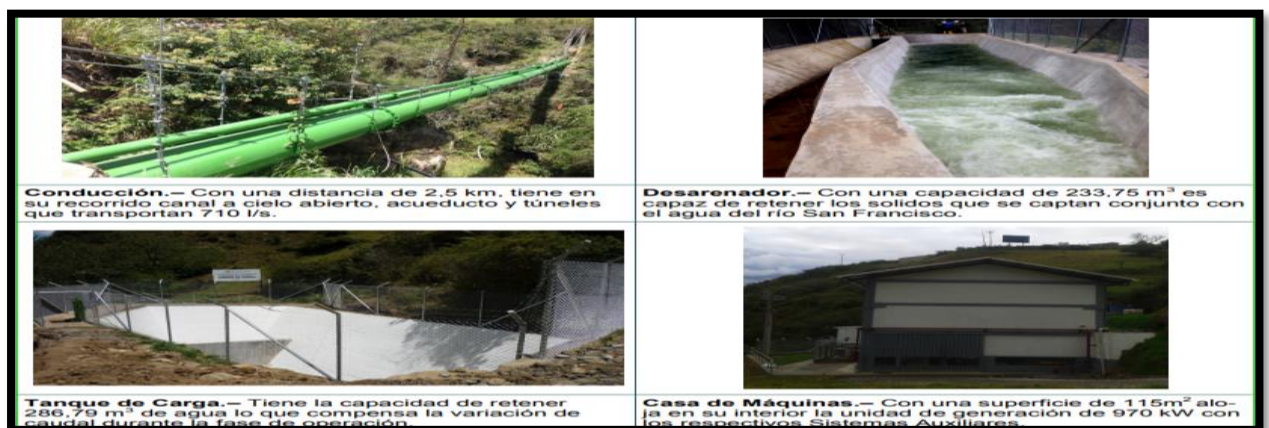 Conducción.– Con una distancia de 2,5 km, tiene en
su recorrido canal a cielo abierto, acueducto y túneles
que transportan 710 l/s.
Desarenador.– Con una capacidad de 233,75 m³ es
capaz de retener los solidos que se captan conjunto con
el agua del río San Francisco.
Tanque de Carga.– Tiene la capacidad de retener
286,79 m³ de agua lo que compensa la variación de
caudal durante la fase de operación.
Casa de Máquinas.– Con una superficie de 115m² alo-
ja en su interior la unidad de generación de 970 kW con
los respectivos Sistemas Auxiliares.